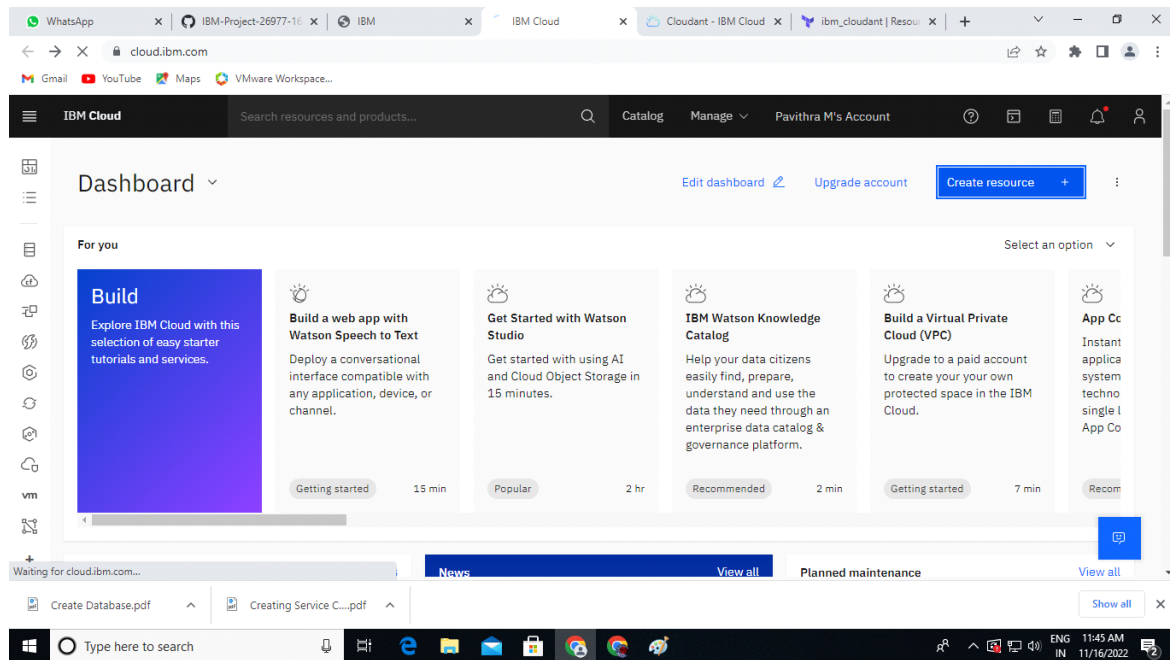 WhatsApp
IBM-Project-26977-16
IBM
IBM Cloud
Cloudant - IBM Cloud
ibm_cloudant | Resour
cloud.ibm.com
Gmail
YouTube
Maps
VMware Workspace...
IBM Cloud
Search resources and products...
Catalog
Manage
Pavithra M's Account
Dashboard
Edit dashboard
Upgrade account
Create resource +
For you
Select an option
Build
Explore IBM Cloud with this
selection of easy starter
tutorials and services.
Build a web app with
Watson Speech to Text
Deploy a conversational
interface compatible with
any application, device, or
channel.
Getting started
15 min
Get Started with Watson
Studio
Get started with using AI
and Cloud Object Storage in
15 minutes.
Popular
2 hr
IBM Watson Knowledge
Catalog
Help your data citizens
easily find, prepare,
understand and use the
data they need through an
enterprise data catalog &
governance platform.
Recommended
2 min
Build a Virtual Private
Cloud (VPC)
Upgrade to a paid account
to create your your own
protected space in the IBM
Cloud.
Getting started
7 min
App Co
Instant
applica
system
techno
single l
App Co
Recom
vm
Waiting for cloud.ibm.com...
News
View all
Planned maintenance
View all
Create Database.pdf
Creating Service C....pdf
Show all
Type here to search
ENG
IN
11:45 AM
11/16/2022
2